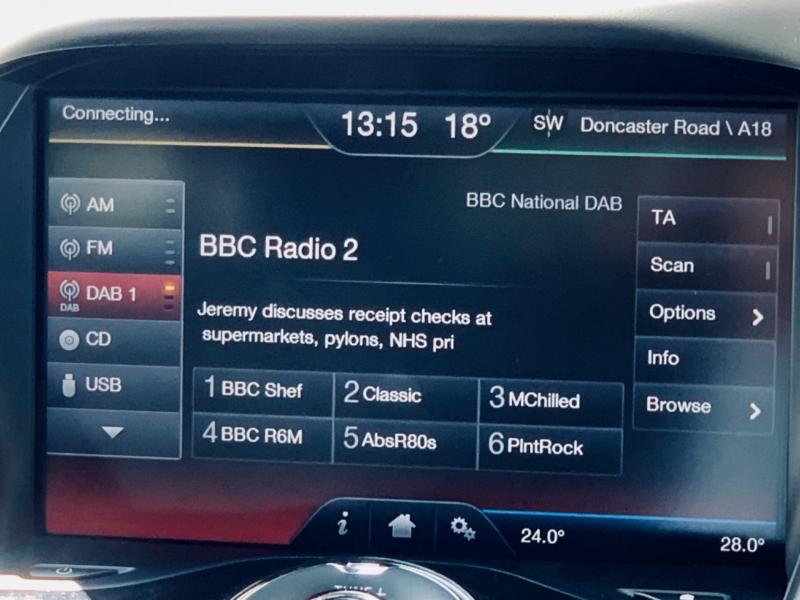 Connecting...
13:15 18° SW Doncaster Road \ A18
AM
FM
DAB 1
DAB
CD
USB
BBC National DAB
BBC Radio 2
Jeremy discusses receipt checks at
supermarkets, pylons, NHS pri
1 BBC Shef 2 Classic 3 MChilled
4 BBC R6M 5 AbsR80s 6 PlntRock
TA
Scan
Options
Info
Browse
i
24.0° 28.0°